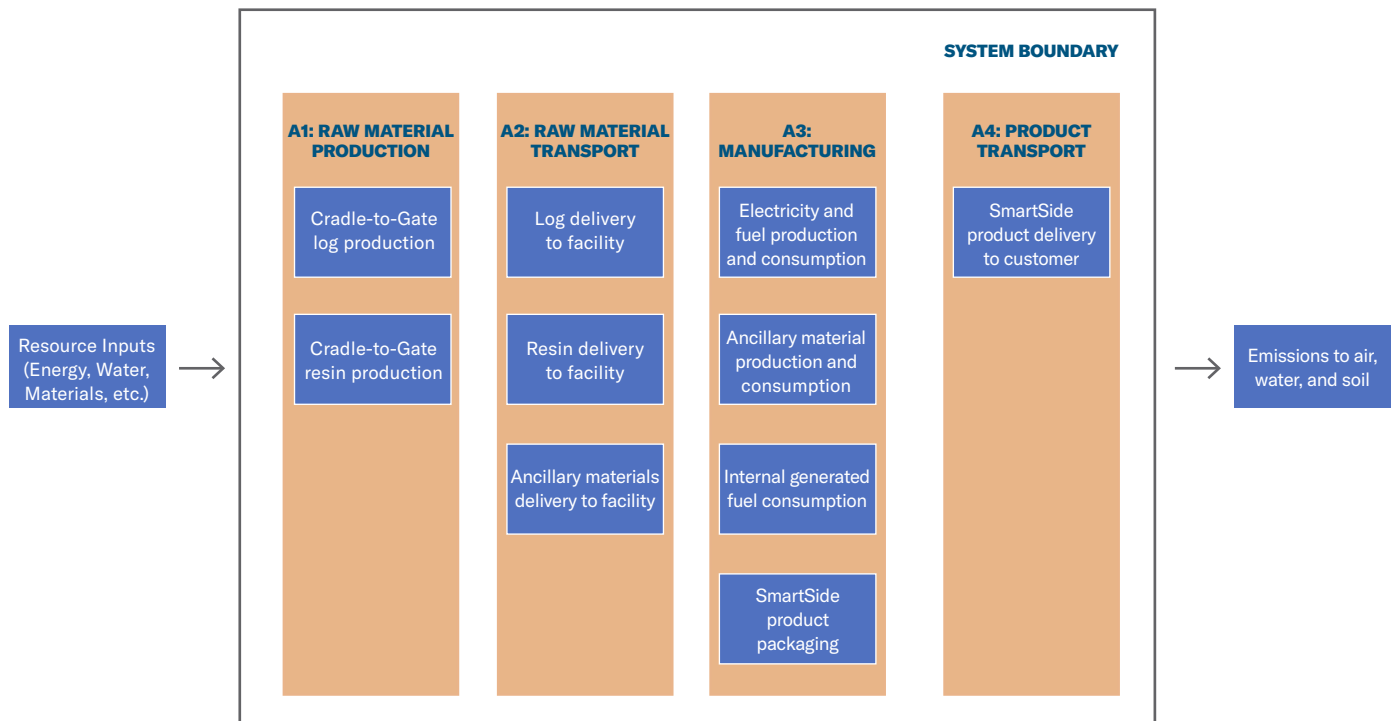 SYSTEM BOUNDARY
A1: RAW MATERIAL
PRODUCTION
Cradle-to-Gate
log production
Cradle-to-Gate
resin production
A2: RAW MATERIAL
TRANSPORT
Log delivery
to facility
Resin delivery
to facility
Ancillary materials
delivery to facility
A3:
MANUFACTURING
Electricity and
fuel production
and consumption
Ancillary material
production and
consumption
Internal generated
fuel consumption
SmartSide
product
packaging
A4: PRODUCT
TRANSPORT
SmartSide
product delivery
to customer
Resource Inputs
(Energy, Water,
Materials, etc.)
Emissions to air,
water, and soil